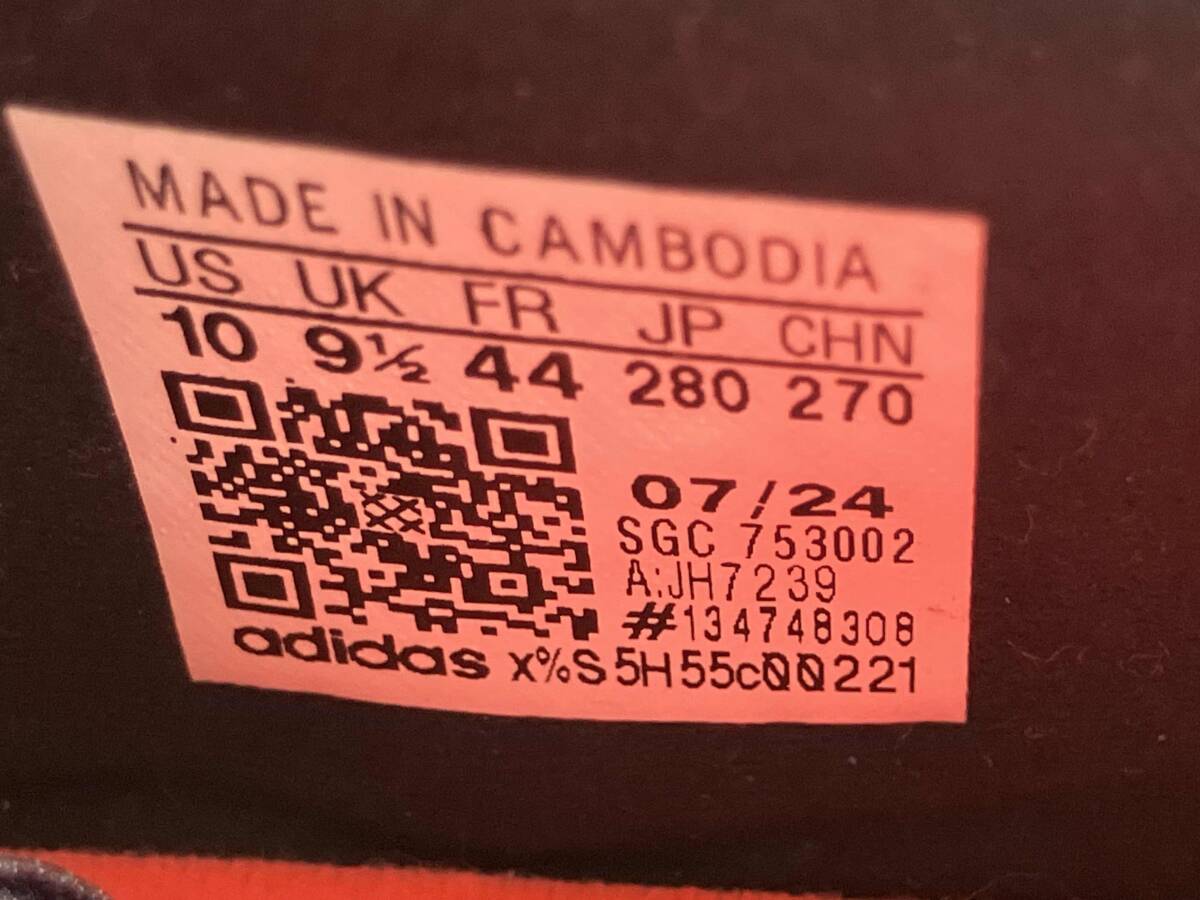 MADE IN CAMBODIA
US UK FR JP CHN
10 9½ 44 280 270
07/24
SGC 753002
A:JH7239
#134748308
adidas x%S5H55c00221